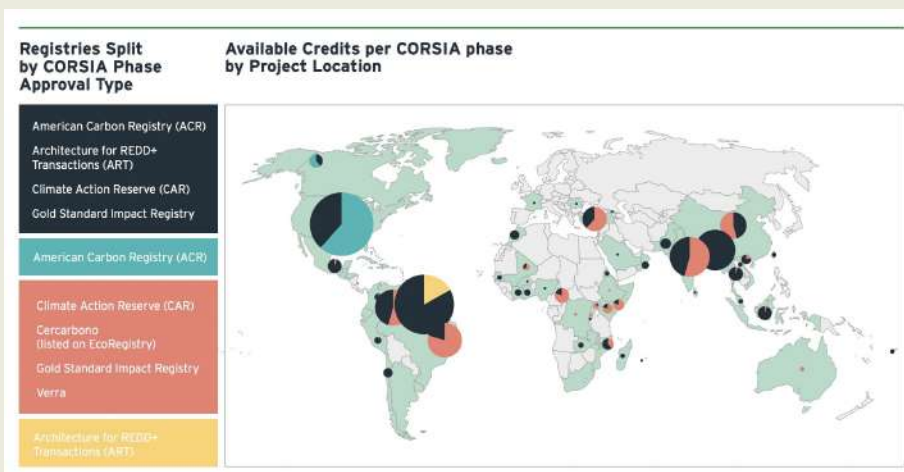 Registries Split
by CORSIA Phase
Approval Type
Available Credits per CORSIA phase
by Project Location
American Carbon Registry (ACR)
Architecture for REDD+
Transactions (ART)
Climate Action Reserve (CAR)
Gold Standard Impact Registry
American Carbon Registry (ACR)
Climate Action Reserve (CAR)
Cercarbono
(listed on EcoRegistry)
Gold Standard Impact Registry
Verra
Architecture for REDD+
Transactions (ART)